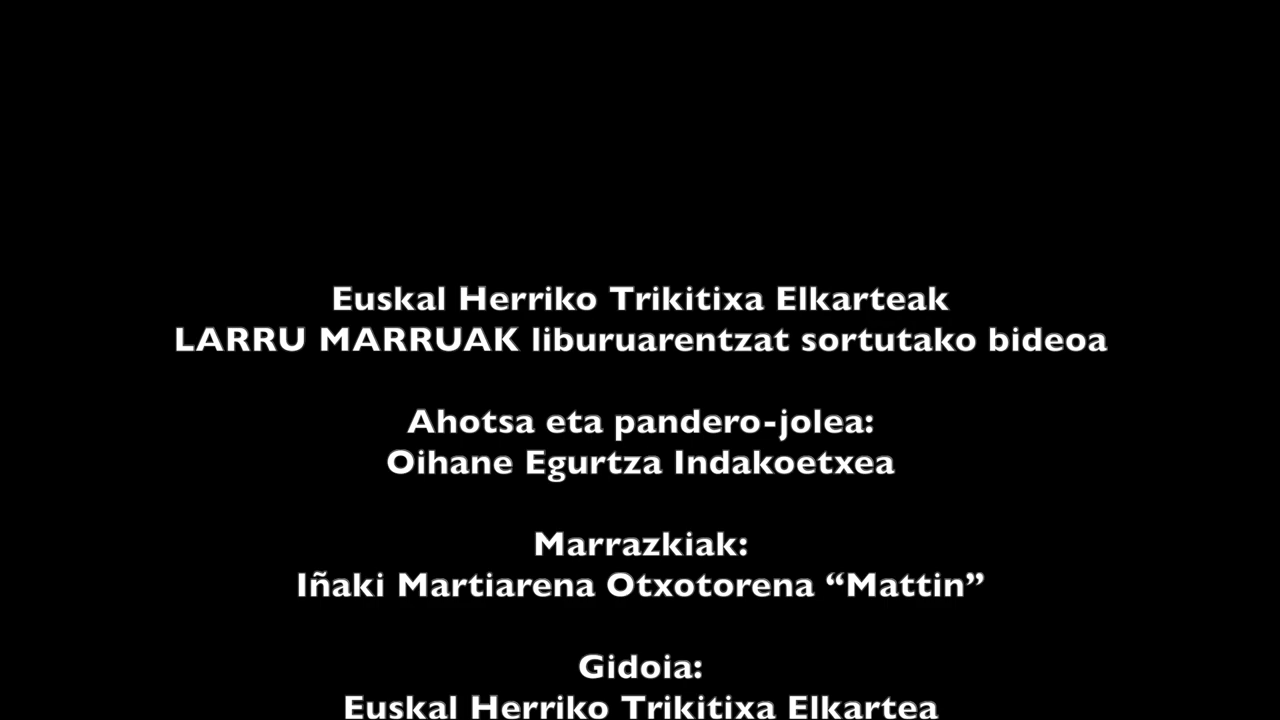 Euskal Herriko Trikitixa Elkarteak
LARRU MARRUAK liburuarentzat sortutako bideoa
Ahotsa eta pandero-jolea:
Oihane Egurtza Indakoetxea
Marrazkiak:
Iñaki Martiarena Otxotorena “Mattin”
Gidoia:
Euskal Herriko Trikitixa Elkartea